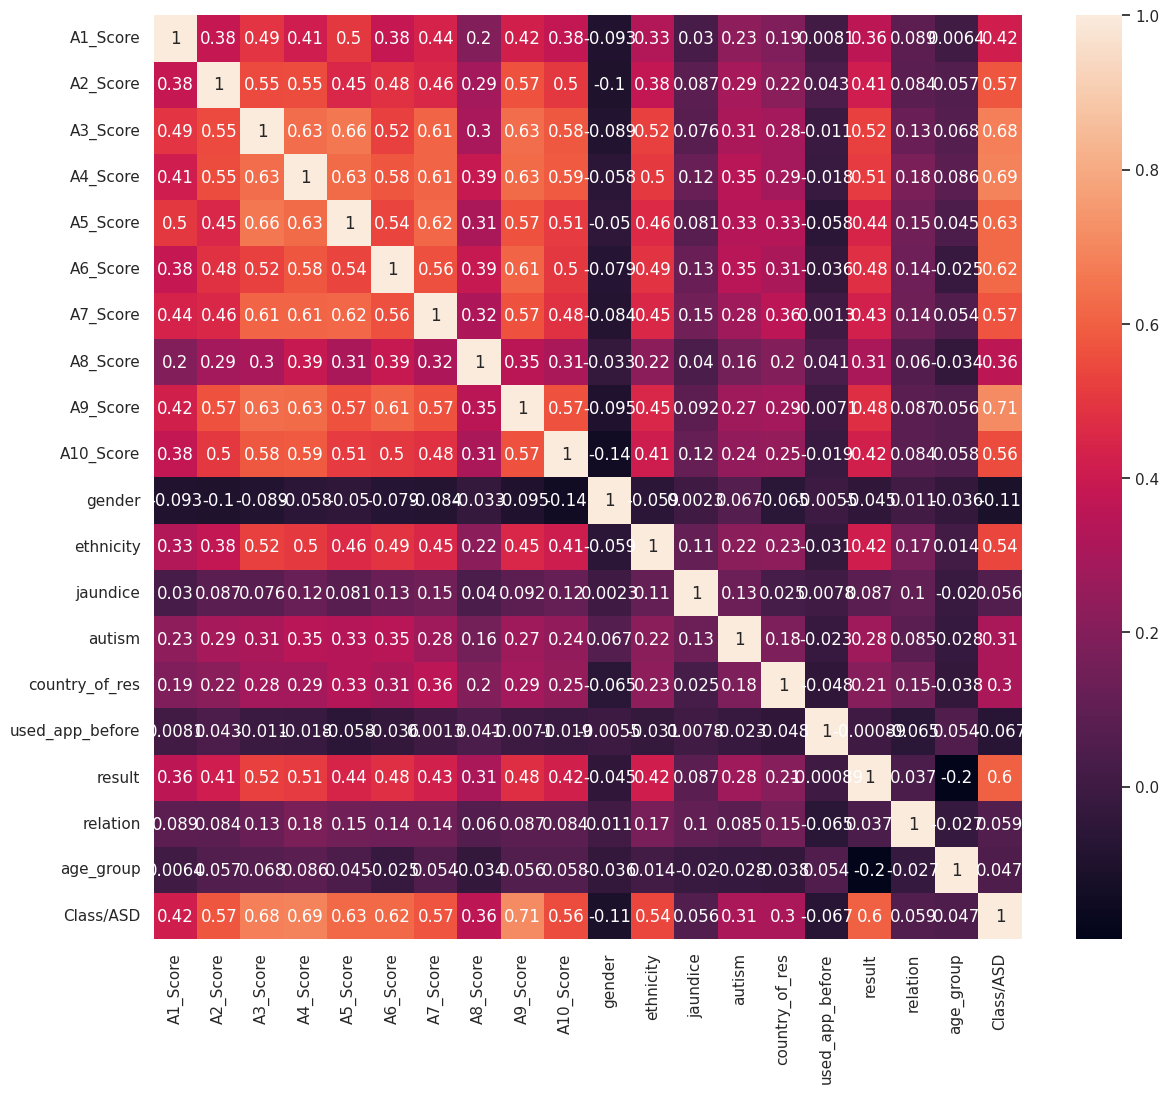 A1_Score 1 0.38 0.49 0.41 0.5 0.38 0.44 0.2 0.42 0.38 -0.093 0.33 0.03 0.23 0.19 0.0081 0.36 0.089 0.0064 0.42
A2_Score 0.38 1 0.55 0.55 0.45 0.48 0.46 0.29 0.57 0.5 -0.1 0.38 0.087 0.29 0.22 0.043 0.41 0.084 0.057 0.57
A3_Score 0.49 0.55 1 0.63 0.66 0.52 0.61 0.3 0.63 0.58 -0.089 0.52 0.076 0.31 0.28 -0.011 0.52 0.13 0.068 0.68
A4_Score 0.41 0.55 0.63 1 0.63 0.58 0.61 0.39 0.63 0.59 -0.058 0.5 0.12 0.35 0.29 -0.018 0.51 0.18 0.086 0.69
A5_Score 0.5 0.45 0.66 0.63 1 0.54 0.62 0.31 0.57 0.51 -0.05 0.46 0.081 0.33 0.33 -0.058 0.44 0.15 0.045 0.63
A6_Score 0.38 0.48 0.52 0.58 0.54 1 0.56 0.39 0.61 0.5 -0.079 0.49 0.13 0.35 0.31 -0.036 0.48 0.14 -0.025 0.62
A7_Score 0.44 0.46 0.61 0.61 0.62 0.56 1 0.32 0.57 0.48 -0.084 0.45 0.15 0.28 0.36 0.0013 0.43 0.14 0.054 0.57
A8_Score 0.2 0.29 0.3 0.39 0.31 0.39 0.32 1 0.35 0.31 -0.033 0.22 0.04 0.16 0.2 0.041 0.31 0.06 -0.034 0.36
A9_Score 0.42 0.57 0.63 0.63 0.57 0.61 0.57 0.35 1 0.57 -0.095 0.45 0.092 0.27 0.29 -0.0071 0.48 0.087 0.056 0.71
A10_Score 0.38 0.5 0.58 0.59 0.51 0.5 0.48 0.31 0.57 1 -0.14 0.41 0.12 0.24 0.25 -0.019 0.42 0.084 0.058 0.56
gender -0.093 -0.1 -0.089 -0.058 -0.05 -0.079 -0.084 -0.033 -0.095 -0.14 1 -0.059 0.0023 0.067 -0.065 -0.0055 -0.045 0.011 -0.036 -0.11
ethnicity 0.33 0.38 0.52 0.5 0.46 0.49 0.45 0.22 0.45 0.41 -0.059 1 0.11 0.22 0.23 -0.031 0.42 0.17 0.014 0.54
jaundice 0.03 0.087 0.076 0.12 0.081 0.13 0.15 0.04 0.092 0.12 0.0023 0.11 1 0.13 0.025 0.0078 0.087 0.1 -0.02 0.056
autism 0.23 0.29 0.31 0.35 0.33 0.35 0.28 0.16 0.27 0.24 0.067 0.22 0.13 1 0.18 -0.023 0.28 0.085 -0.028 0.31
country_of_res 0.19 0.22 0.28 0.29 0.33 0.31 0.36 0.2 0.29 0.25 -0.065 0.23 0.025 0.18 1 -0.048 0.21 0.15 -0.038 0.3
used_app_before 0.0081 0.043 -0.011 -0.018 -0.058 -0.036 0.0013 0.041 -0.0071 -0.019 -0.0055 -0.031 0.0078 -0.023 -0.048 1 -0.00089 -0.065 0.054 -0.067
result 0.36 0.41 0.52 0.51 0.44 0.48 0.43 0.31 0.48 0.42 -0.045 0.42 0.087 0.28 0.21 -0.00089 1 0.037 -0.2 0.6
relation 0.089 0.084 0.13 0.18 0.15 0.14 0.14 0.06 0.087 0.084 0.011 0.17 0.1 0.085 0.15 -0.065 0.037 1 -0.027 0.059
age_group 0.0064 0.057 0.068 0.086 0.045 -0.025 0.054 -0.034 0.056 0.058 -0.036 0.014 -0.02 -0.028 -0.038 0.054 -0.2 -0.027 1 0.047
Class/ASD 0.42 0.57 0.68 0.69 0.63 0.62 0.57 0.36 0.71 0.56 -0.11 0.54 0.056 0.31 0.3 -0.067 0.6 0.059 0.047 1
A1_Score A2_Score A3_Score A4_Score A5_Score A6_Score A7_Score A8_Score A9_Score A10_Score gender ethnicity jaundice autism country_of_res used_app_before result relation age_group Class/ASD
1.0
0.8
0.6
0.4
0.2
0.0